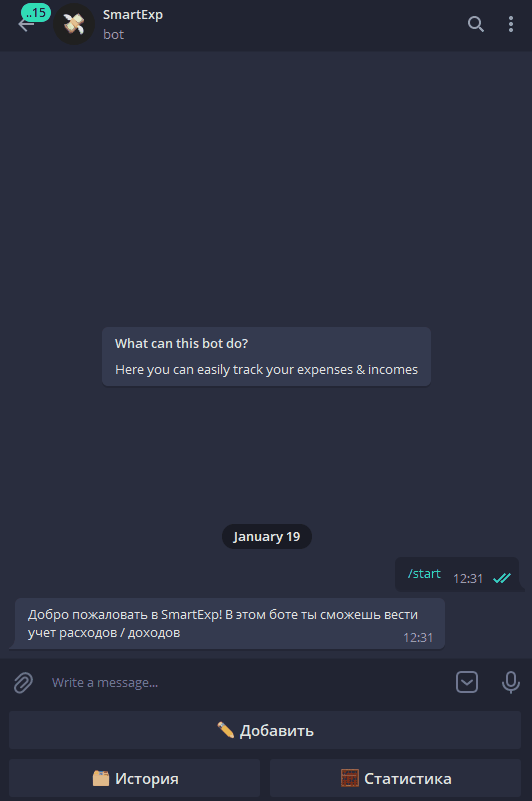 ..15
SmartExp
bot
What can this bot do?
Here you can easily track your expenses & incomes
January 19
/start 12:31
Добро пожаловать в SmartExp! В этом боте ты сможешь вести
учет расходов / доходов
12:31
Write a message...
Добавить
История
Статистика